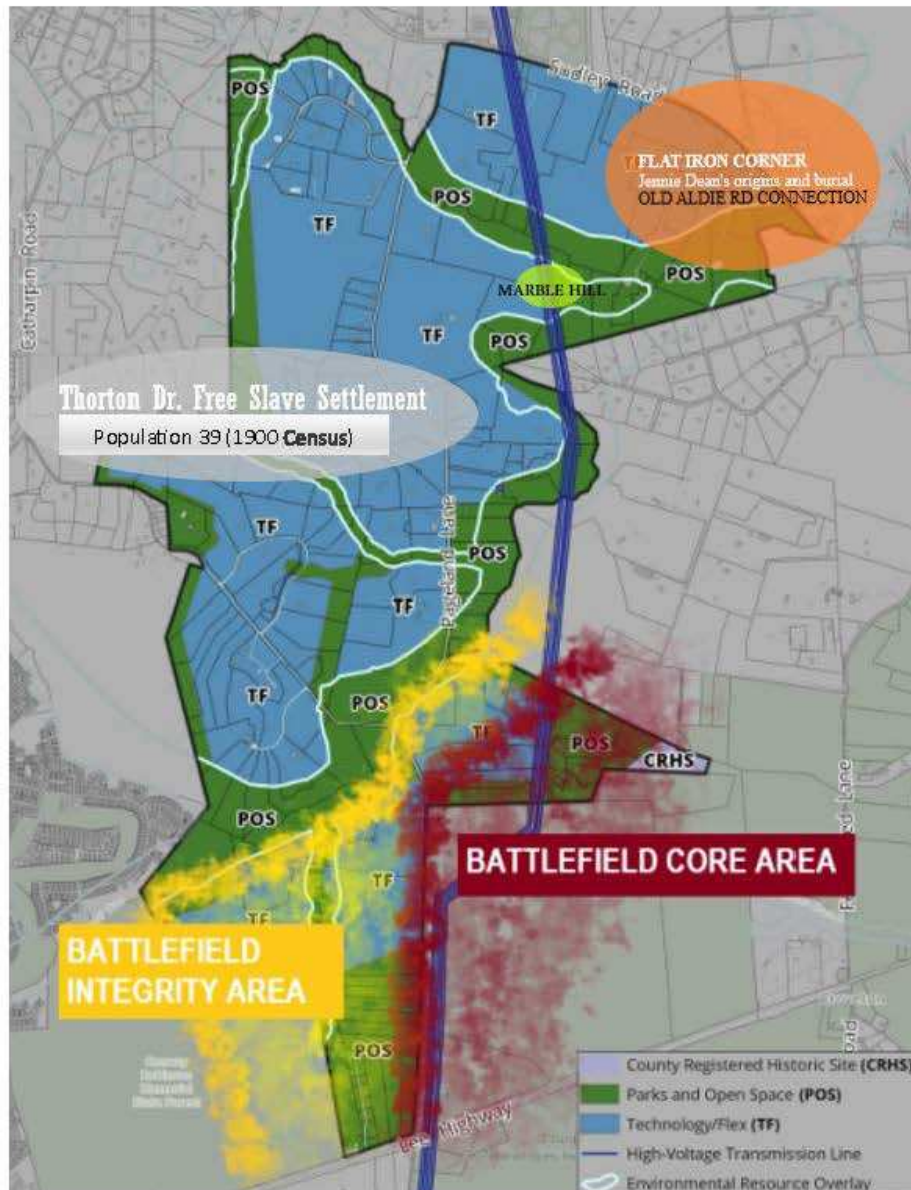 POS
Sudley Road
TF
FLAT IRON CORNER
Jennie Dean's origins and burial
OLD ALDIE RD CONNECTION
TF
POS
Catharpin Road
POS
MARBLE HILL
TF
POS
Thorton Dr. Free Slave Settlement
Population 39 (1900 Census)
TF
Pageland Lane
POS
TF
TF
POS
TF
POS
CRHS
POS
Lane
TF
BATTLEFIELD CORE AREA
TF
BATTLEFIELD
INTEGRITY AREA
POS
Lee Highway
County Registered Historic Site (CRHS)
Parks and Open Space (POS)
Technology/Flex (TF)
High-Voltage Transmission Line
Environmental Resource Overlay